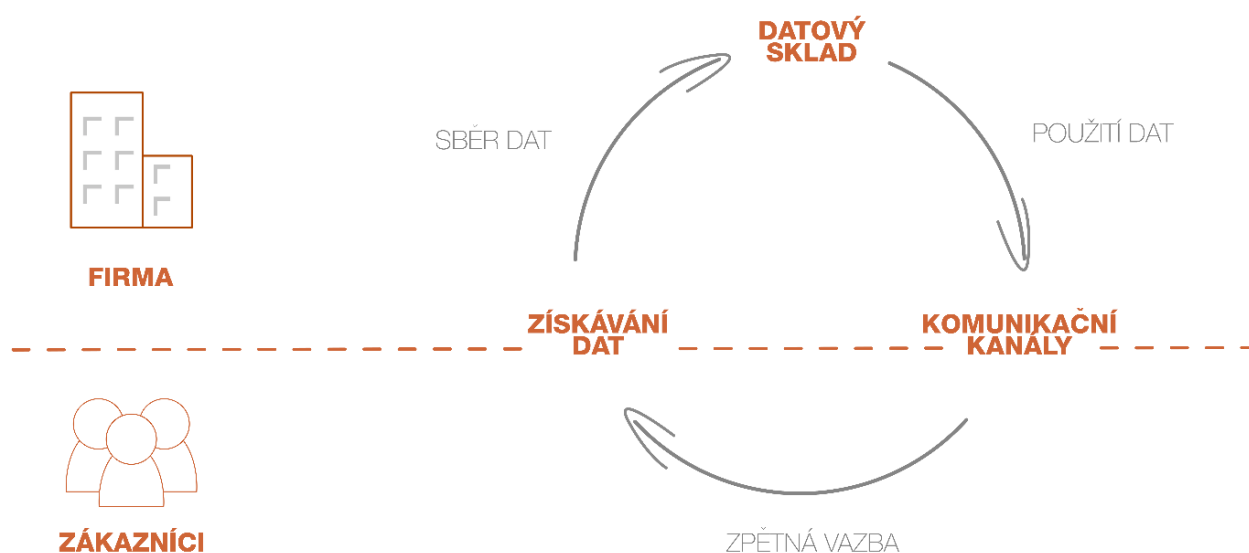 DATOVÝ
SKLAD
SBĚR DAT
POUŽITÍ DAT
FIRMA
ZÍSKÁVÁNÍ
DAT
KOMUNIKAČNÍ
KANÁLY
ZÁKAZNÍCI
ZPĚTNÁ VAZBA